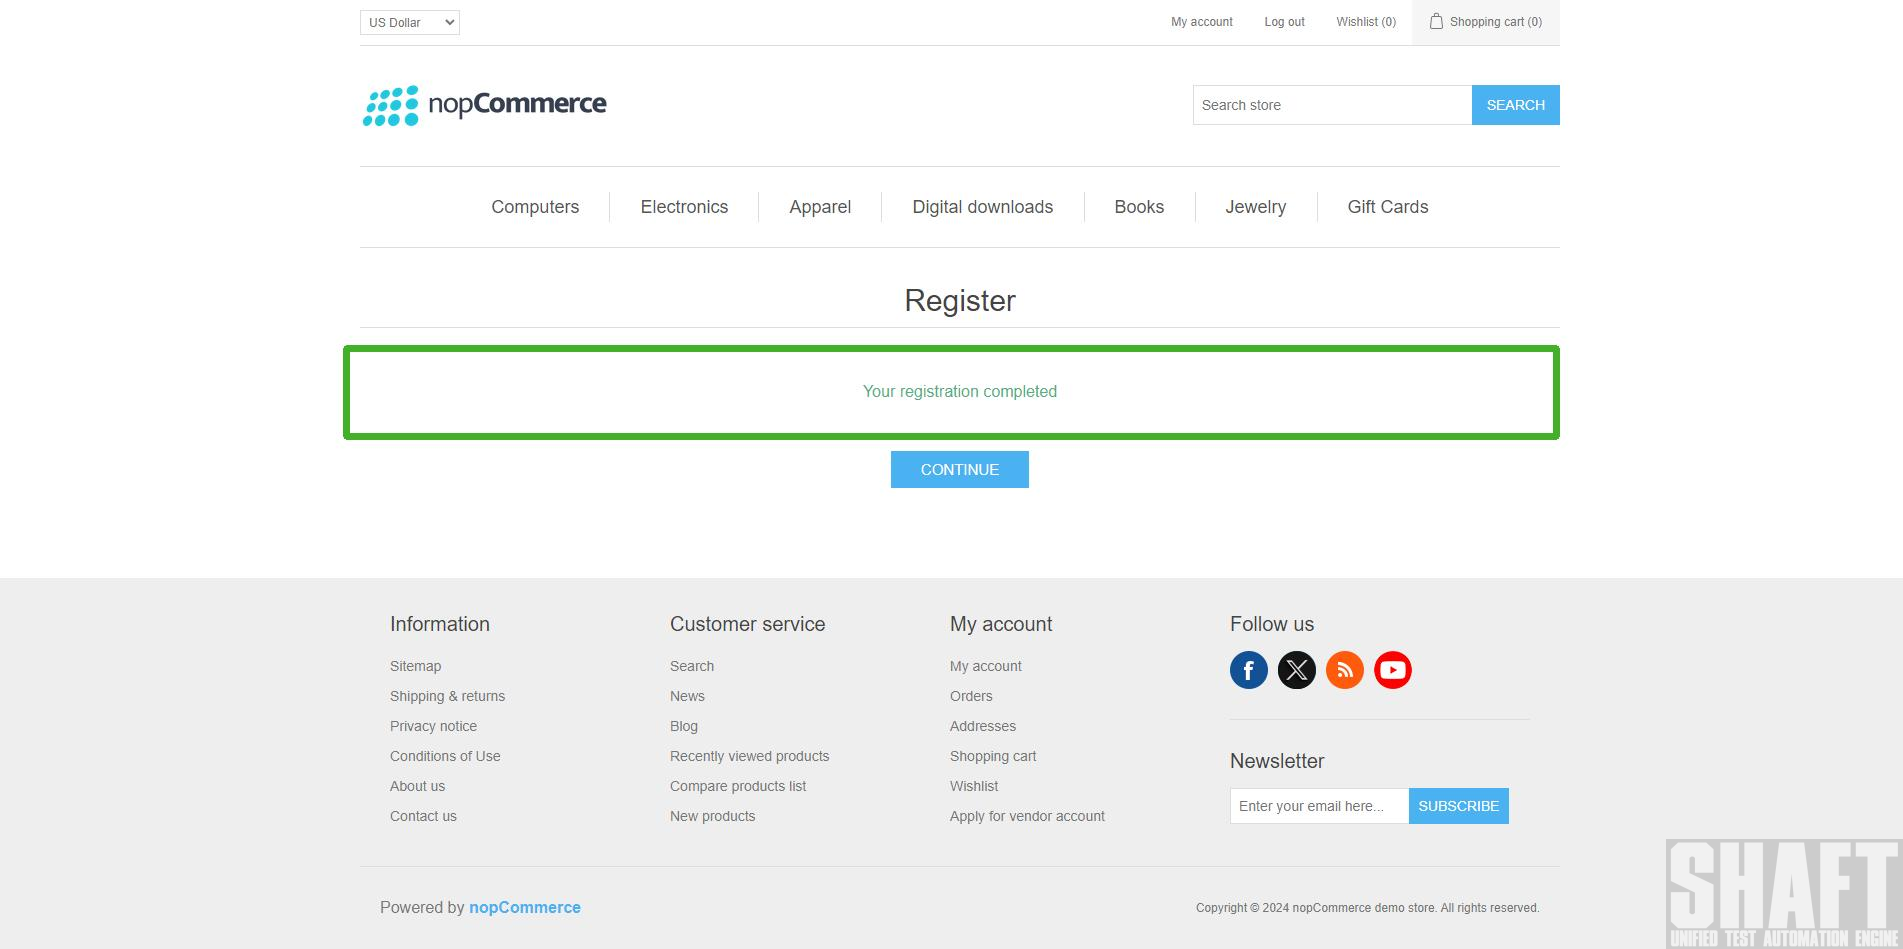 US Dollar
My account
Log out
Wishlist (0)
Shopping cart (0)
nopCommerce
Search store
SEARCH
Computers
Electronics
Apparel
Digital downloads
Books
Jewelry
Gift Cards
Register
Your registration completed
CONTINUE
Information
Sitemap
Shipping & returns
Privacy notice
Conditions of Use
About us
Contact us
Customer service
Search
News
Blog
Recently viewed products
Compare products list
New products
My account
My account
Orders
Addresses
Shopping cart
Wishlist
Apply for vendor account
Follow us
Newsletter
Enter your email here...
SUBSCRIBE
Powered by nopCommerce
Copyright © 2024 nopCommerce demo store. All rights reserved.
SHAFT
UNIFIED TEST AUTOMATION ENGINE